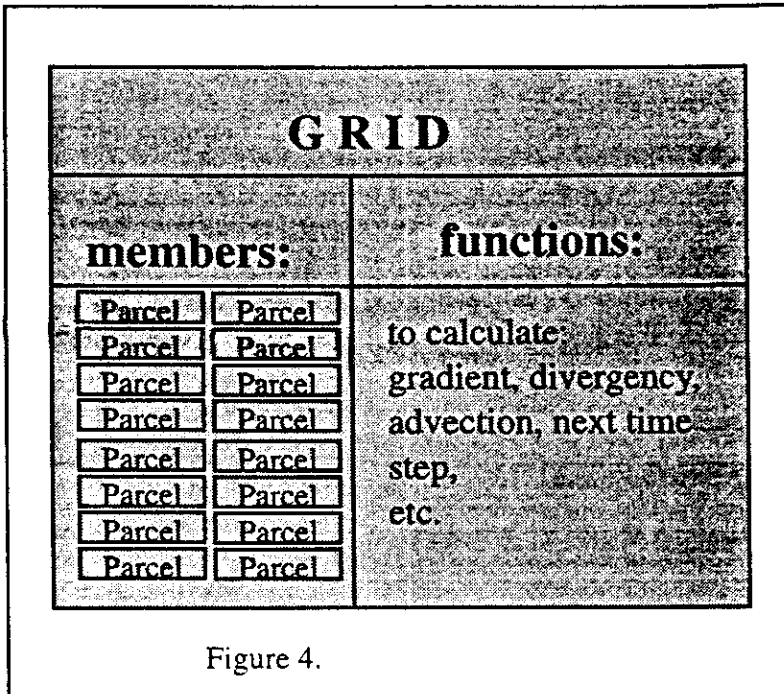 G R I D
members:
functions:
Parcel Parcel
Parcel Parcel
Parcel Parcel
Parcel Parcel
Parcel Parcel
Parcel Parcel
Parcel Parcel
Parcel Parcel
to calculate:
gradient, divergency,
advection, next time
step,
etc.
Figure 4.